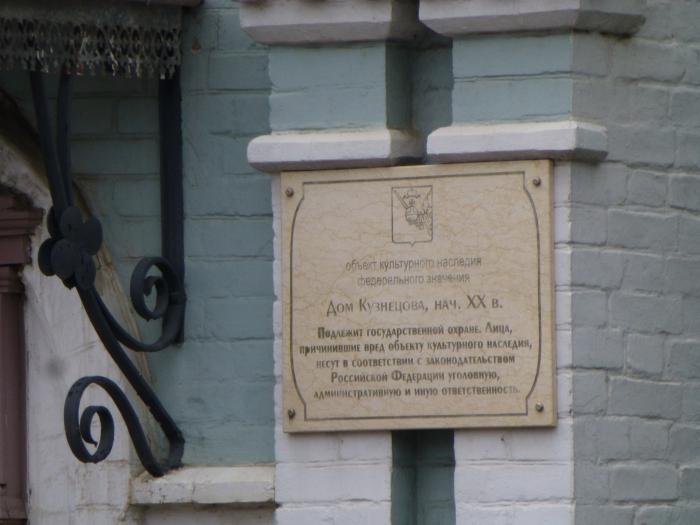 объект культурного наследия
федерельного значения
Дом Кузнецова, нач. XX в.
Подлежит государственной охране. Лица,
причинившие вред объекту культурного наследия,
несут в соответствии с законодательством
Российской Федерации уголовную,
административную и иную ответственность.